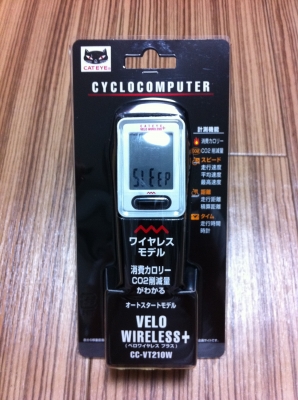 CATEYE
CYCLOCOMPUTER
CATEYE
VELO WIRELESS+
SLEEP
計測機能
消費カロリー
CO2削減量
スピード
走行速度
平均速度
最高速度
距離
走行距離
積算距離
タイム
走行時間
時計
ワイヤレス
モデル
消費カロリー
CO2削減量
がわかる
オートスタートモデル
VELO
WIRELESS+
(ベロワイヤレス プラス)
CC-VT210W